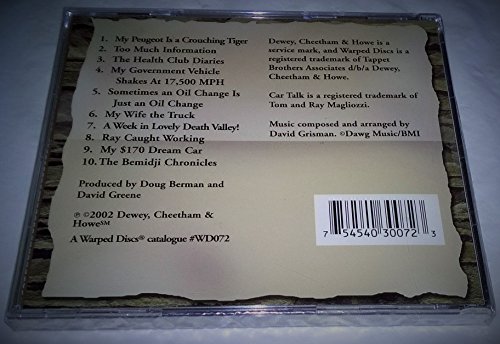 1. My Peugeot Is a Crouching Tiger
2. Too Much Information
3. The Health Club Diaries
4. My Government Vehicle
Shakes At 17,500 MPH
5. Sometimes an Oil Change Is
Just an Oil Change
6. My Wife the Truck
7. A Week in Lovely Death Valley!
8. Ray Caught Working
9. My $170 Dream Car
10. The Bemidji Chronicles
Produced by Doug Berman and
David Greene
℗ ©2002 Dewey, Cheetham &
Howe℠
A Warped Discs® catalogue #WD072
Dewey, Cheetham & Howe is a
service mark, and Warped Discs is a
registered trademark of Tappet
Brothers Associates d/b/a Dewey,
Cheetham & Howe.
Car Talk is a registered trademark of
Tom and Ray Magliozzi.
Music composed and arranged by
David Grisman. ©Dawg Music/BMI
7 54540 30072 3